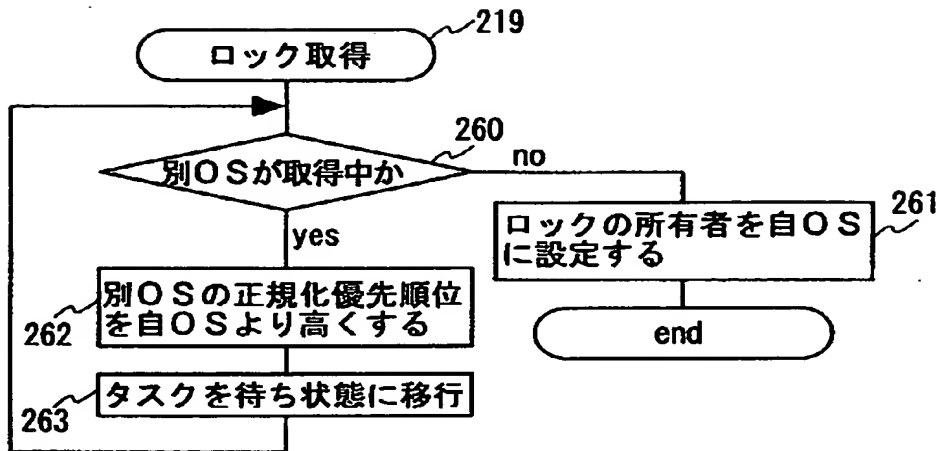 219
ロック取得
260
別OSが取得中か
no
yes
261
ロックの所有者を自OS
に設定する
262
別OSの正規化優先順位
を自OSより高くする
end
263
タスクを待ち状態に移行